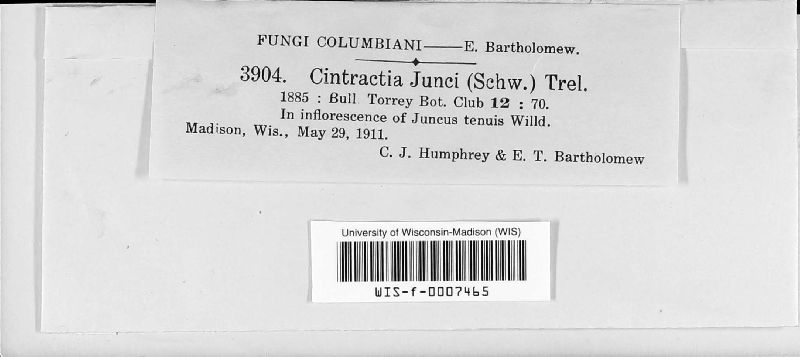 FUNGI COLUMBIANI——E. Bartholomew.
3904. Cintractia Junci (Schw.) Trel.
1885 : Bull Torrey Bot. Club 12 : 70.
In inflorescence of Juncus tenuis Willd.
Madison, Wis., May 29, 1911.
C. J. Humphrey & E. T. Bartholomew
University of Wisconsin-Madison (WIS)
WIS-f-0007465